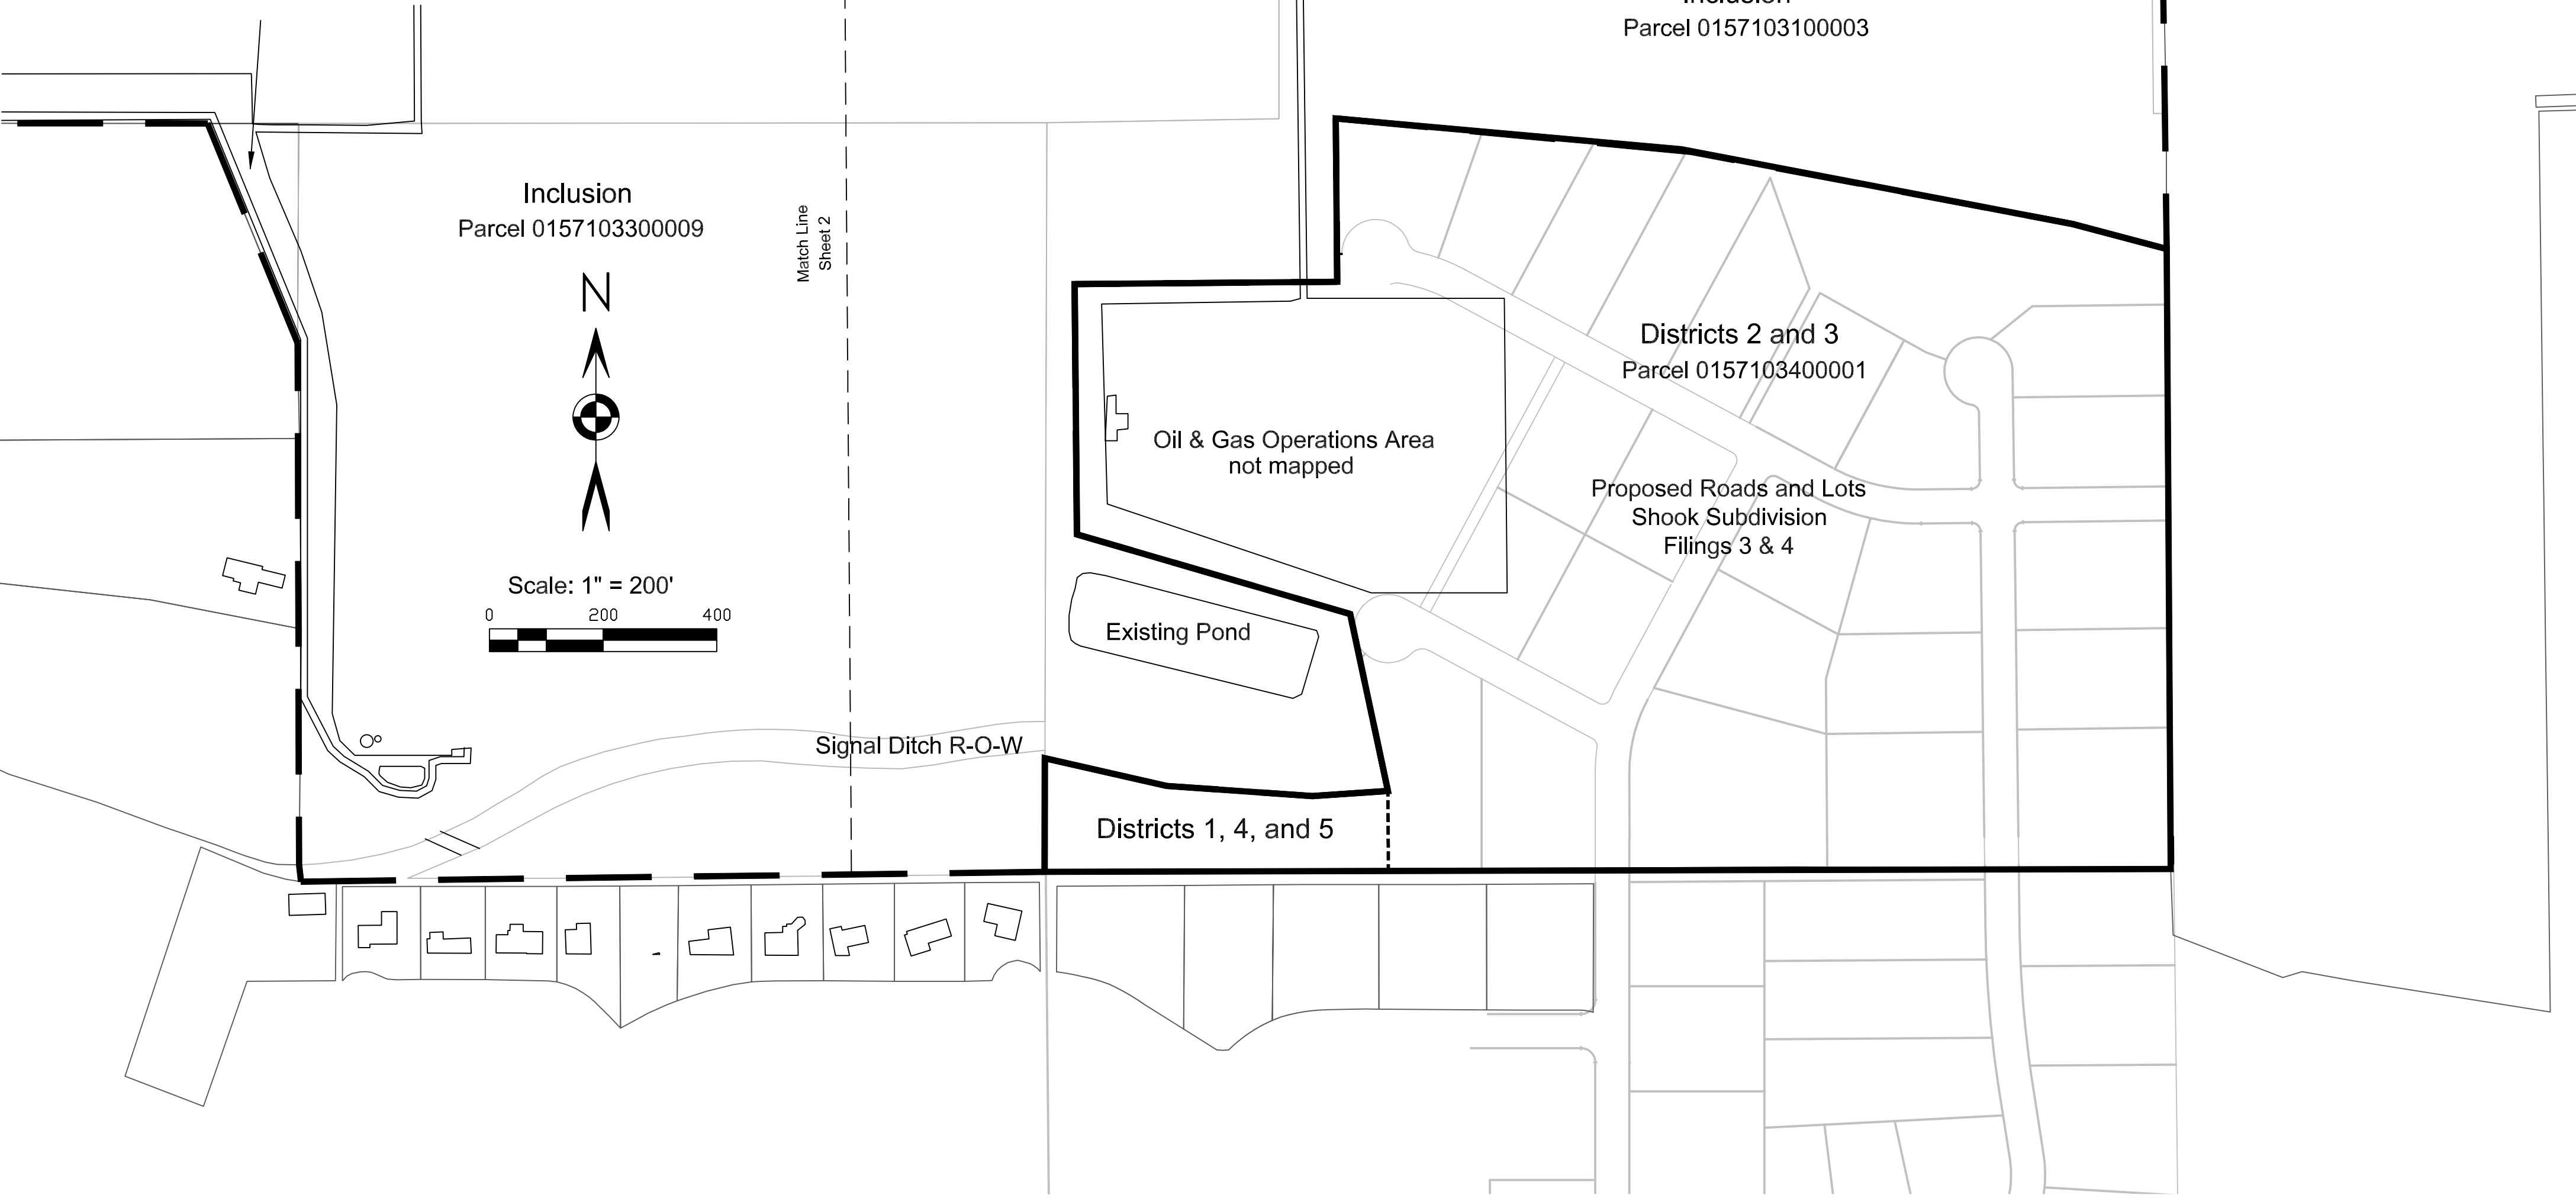 Inclusion
Parcel 0157103100003
Inclusion
Parcel 0157103300009
Match Line
Sheet 2
N
Scale: 1" = 200'
0 200 400
Districts 2 and 3
Parcel 0157103400001
Oil & Gas Operations Area
not mapped
Proposed Roads and Lots
Shook Subdivision
Filings 3 & 4
Existing Pond
Signal Ditch R-O-W
Districts 1, 4, and 5